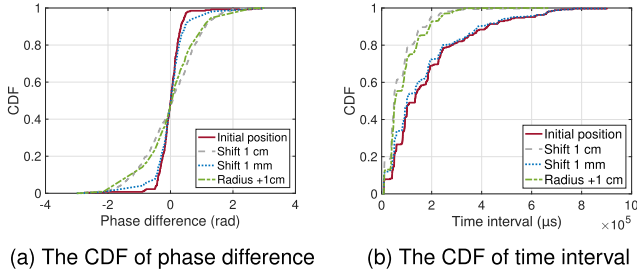 1
0.8
0.6
0.4
0.2
0
CDF
-4
-2
0
2
4
Phase difference (rad)
Initial position
Shift 1 cm
Shift 1 mm
Radius +1cm
(a) The CDF of phase difference
1
0.8
0.6
0.4
0.2
0
CDF
0
2
4
6
8
10
Time interval (μs)
×10⁵
Initial position
Shift 1 cm
Shift 1 mm
Radius +1 cm
(b) The CDF of time interval